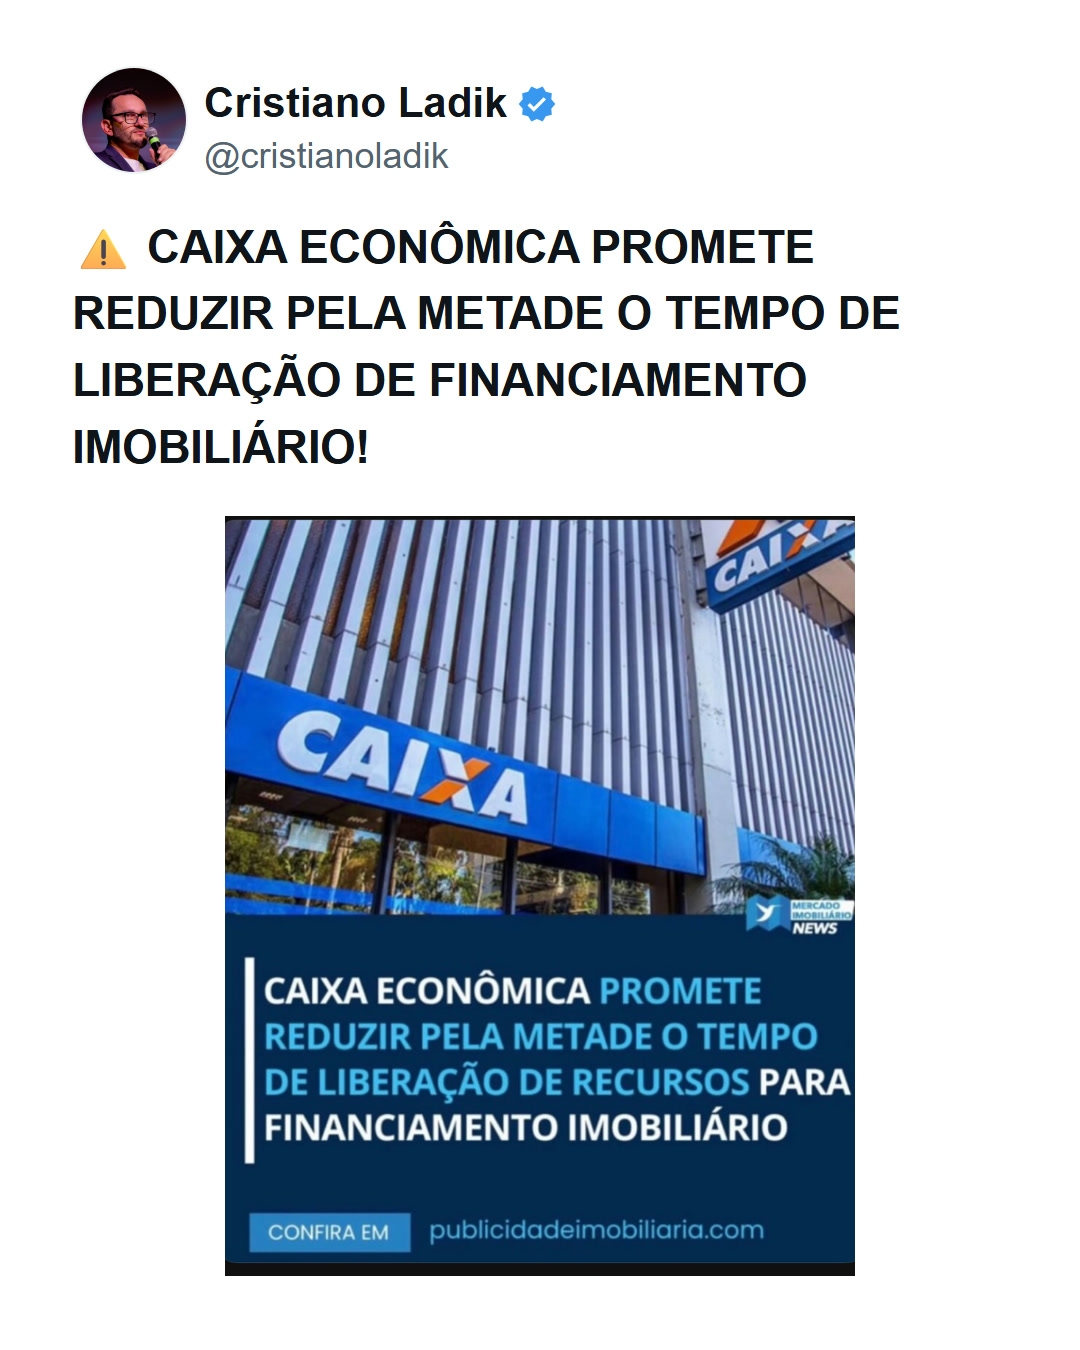 Cristiano Ladik
@cristianoladik
⚠️ CAIXA ECONÔMICA PROMETE
REDUZIR PELA METADE O TEMPO DE
LIBERAÇÃO DE FINANCIAMENTO
IMOBILIÁRIO!
CAIXA
CAIXA
MERCADO
IMOBILIÁRIO
NEWS
CAIXA ECONÔMICA PROMETE
REDUZIR PELA METADE O TEMPO
DE LIBERAÇÃO DE RECURSOS PARA
FINANCIAMENTO IMOBILIÁRIO
CONFIRA EM publicidadeimobiliaria.com